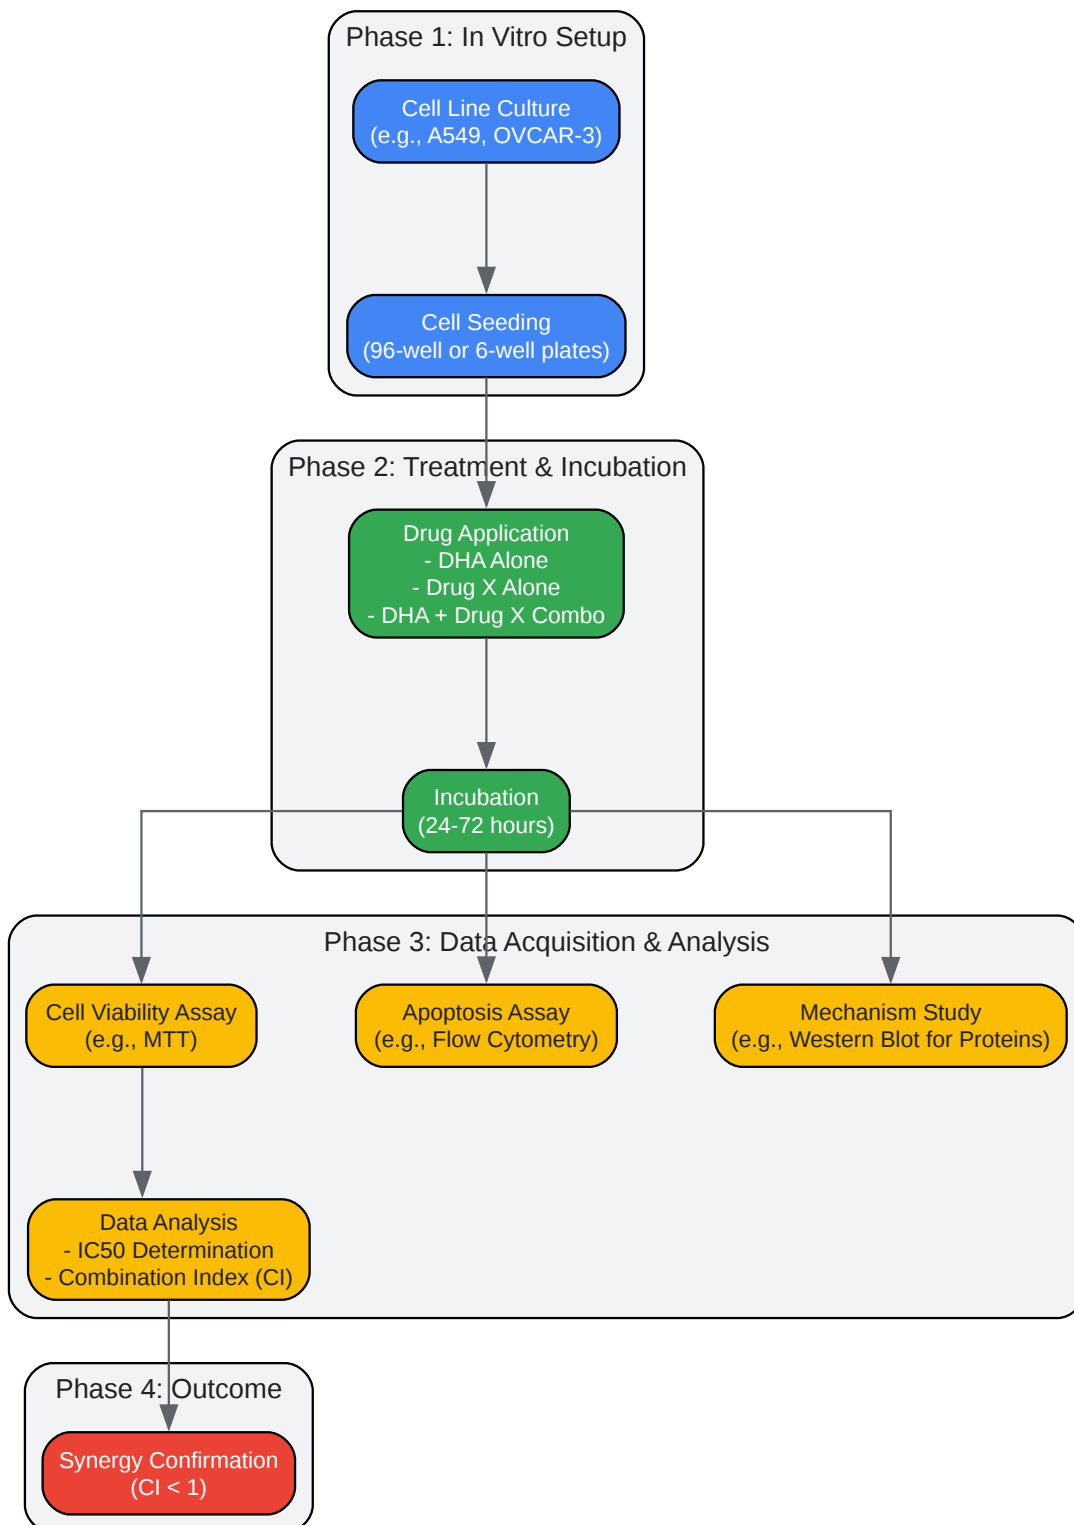 Phase 1: In Vitro Setup
Cell Line Culture
(e.g., A549, OVCAR-3)
Cell Seeding
(96-well or 6-well plates)
Phase 2: Treatment & Incubation
Drug Application
- DHA Alone
- Drug X Alone
- DHA + Drug X Combo
Incubation
(24-72 hours)
Phase 3: Data Acquisition & Analysis
Cell Viability Assay
(e.g., MTT)
Apoptosis Assay
(e.g., Flow Cytometry)
Mechanism Study
(e.g., Western Blot for Proteins)
Data Analysis
- IC50 Determination
- Combination Index (CI)
Phase 4: Outcome
Synergy Confirmation
(CI < 1)